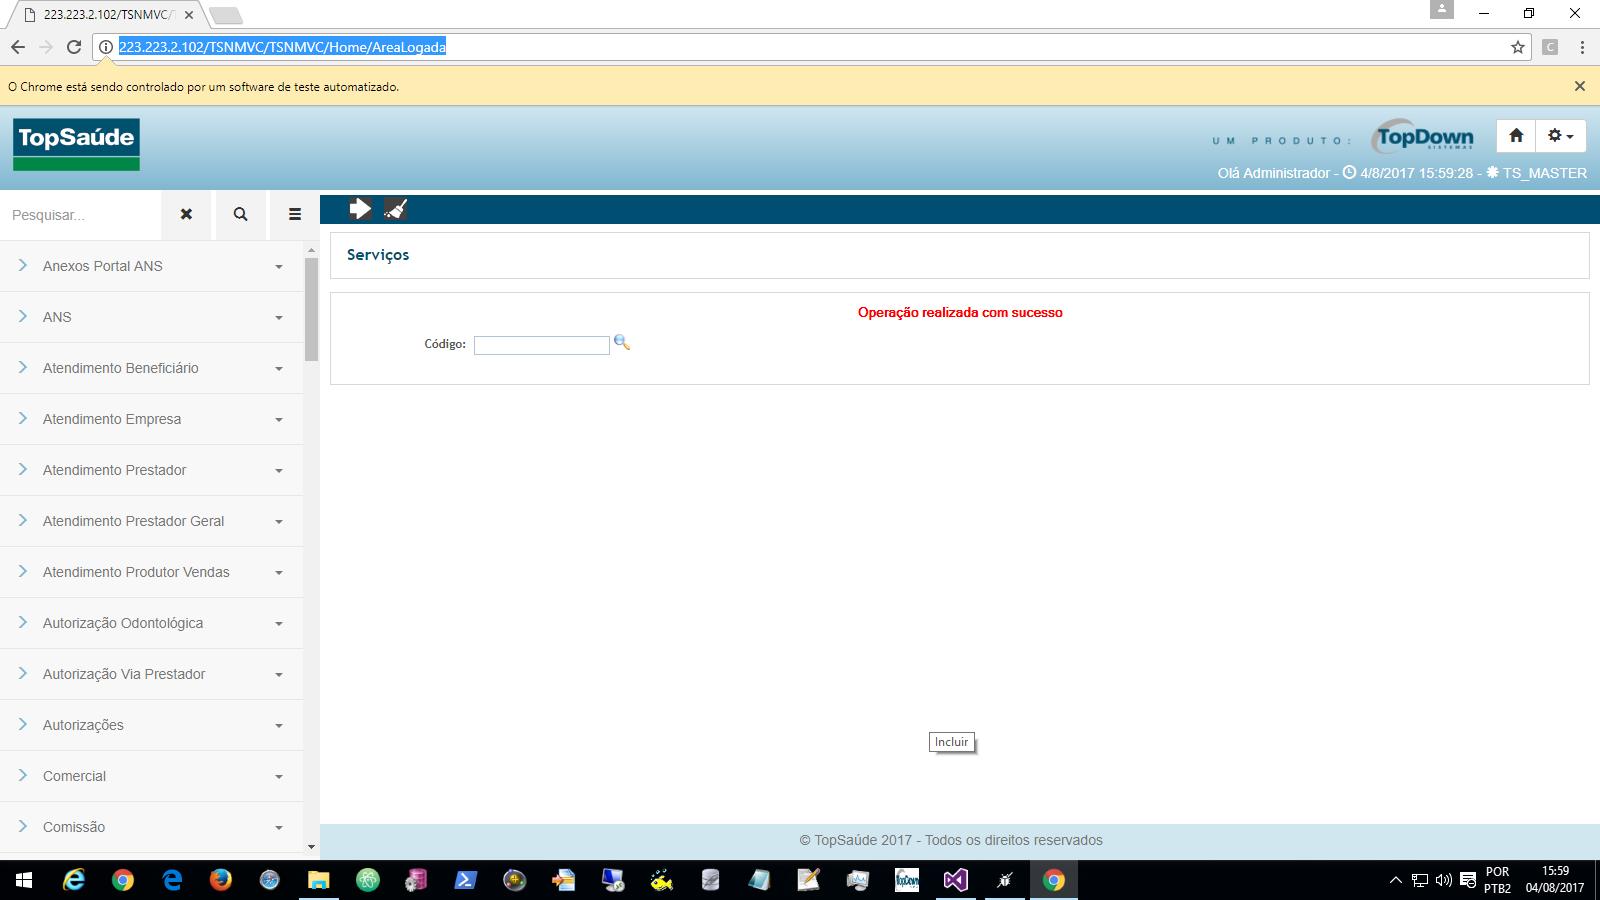 223.223.2.102/TSNMVC/T
223.223.2.102/TSNMVC/TSNMVC/Home/AreaLogada
C
O Chrome está sendo controlado por um software de teste automatizado.
TopSaúde
UM PRODUTO:
TopDown
SISTEMAS
Olá Administrador - 4/8/2017 15:59:28 - TS_MASTER
Pesquisar...
Anexos Portal ANS
ANS
Atendimento Beneficiário
Atendimento Empresa
Atendimento Prestador
Atendimento Prestador Geral
Atendimento Produtor Vendas
Autorização Odontológica
Autorização Via Prestador
Autorizações
Comercial
Comissão
Serviços
Operação realizada com sucesso
Código:
Incluir
© TopSaúde 2017 - Todos os direitos reservados
TopDown
POR
PTB2
15:59
04/08/2017